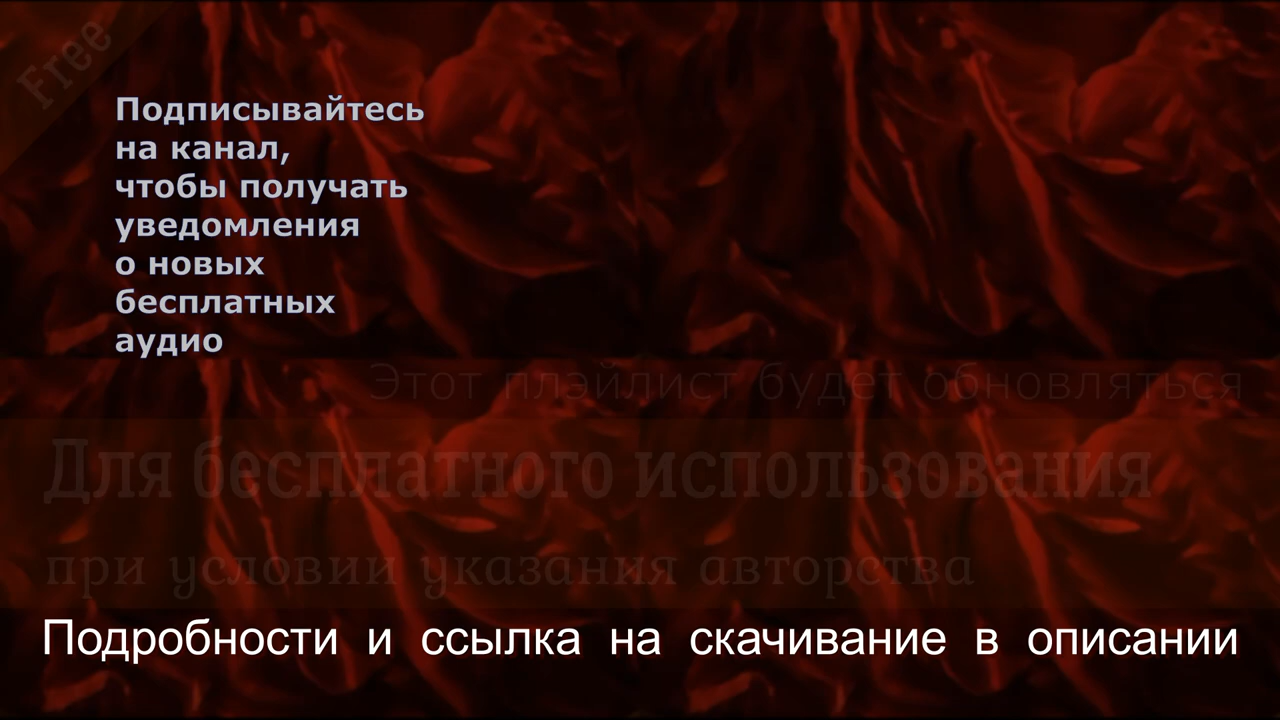 Free
Подписывайтесь
на канал,
чтобы получать
уведомления
о новых
бесплатных
аудио
Этот плэйлист будет обновляться
Для бесплатного использования
при условии указания авторства
Подробности и ссылка на скачивание в описании